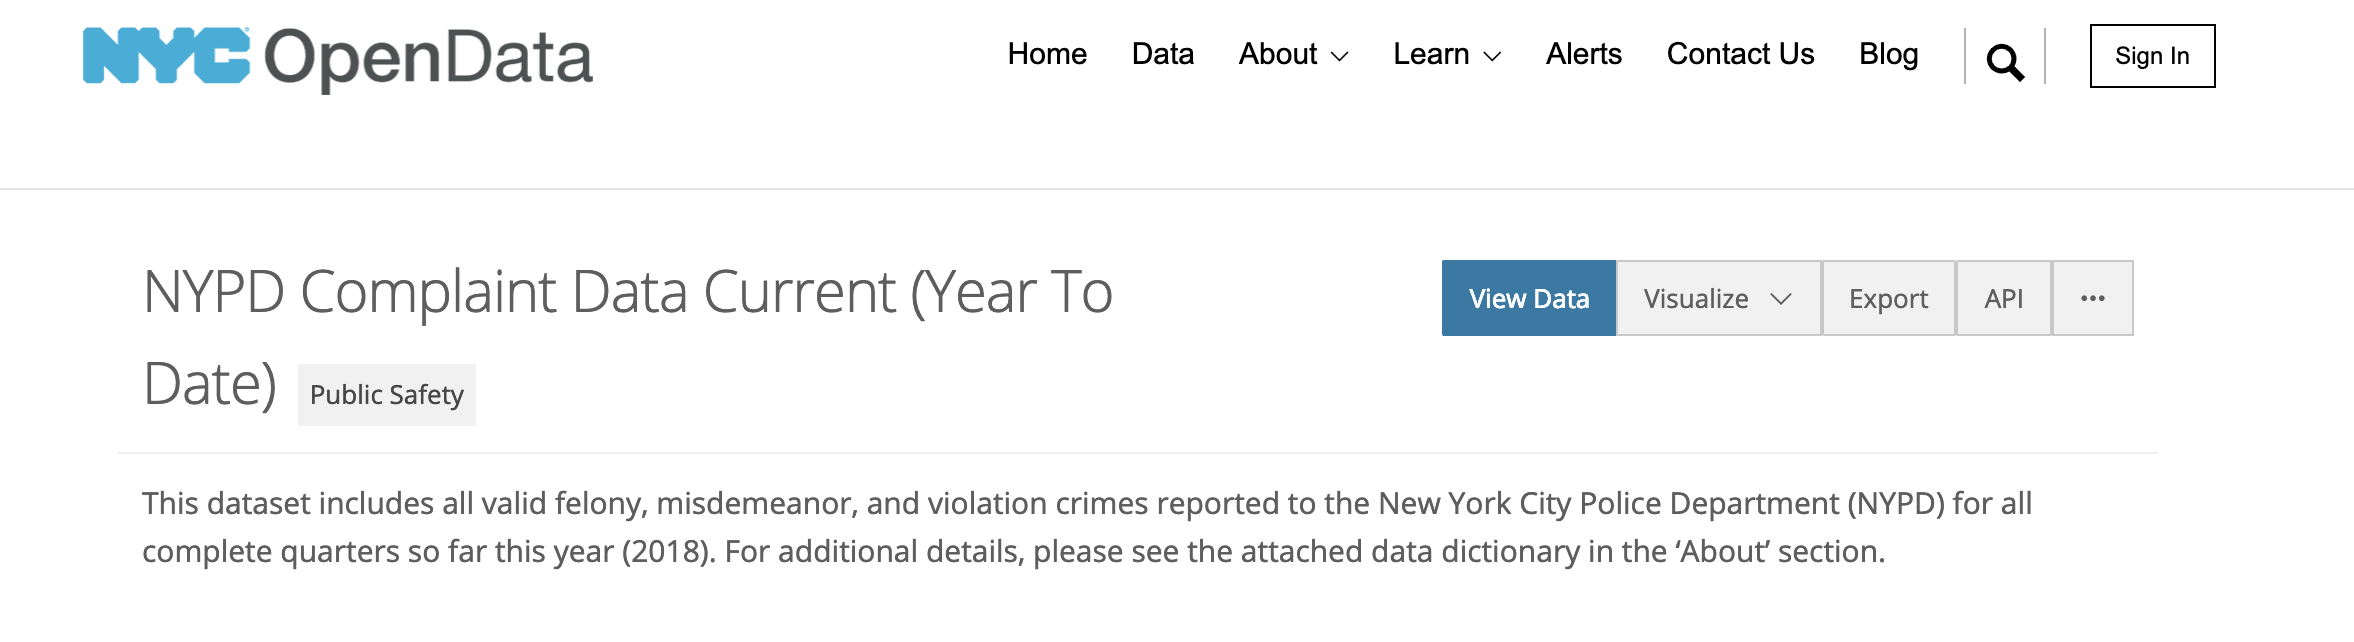 NYC OpenData
Home Data About Learn Alerts Contact Us Blog Sign In
NYPD Complaint Data Current (Year To
Date) Public Safety
View Data Visualize Export API ...
This dataset includes all valid felony, misdemeanor, and violation crimes reported to the New York City Police Department (NYPD) for all
complete quarters so far this year (2018). For additional details, please see the attached data dictionary in the ‘About’ section.